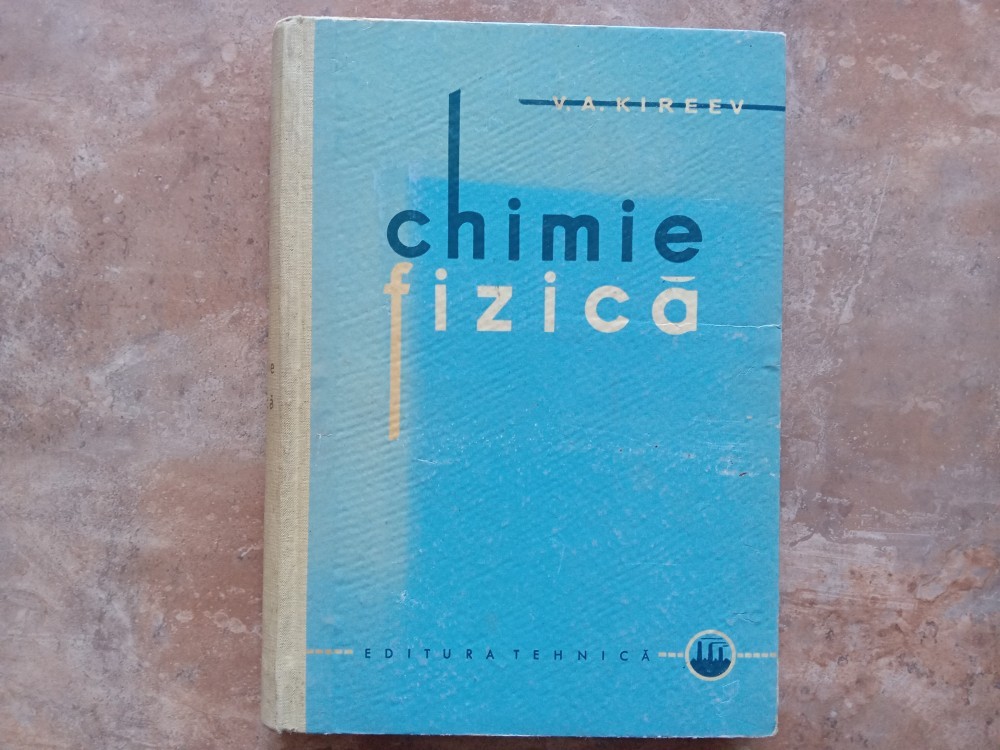 V. A. KIREEV
chimie
fizică
EDITURA TEHNICĂ
e
ă